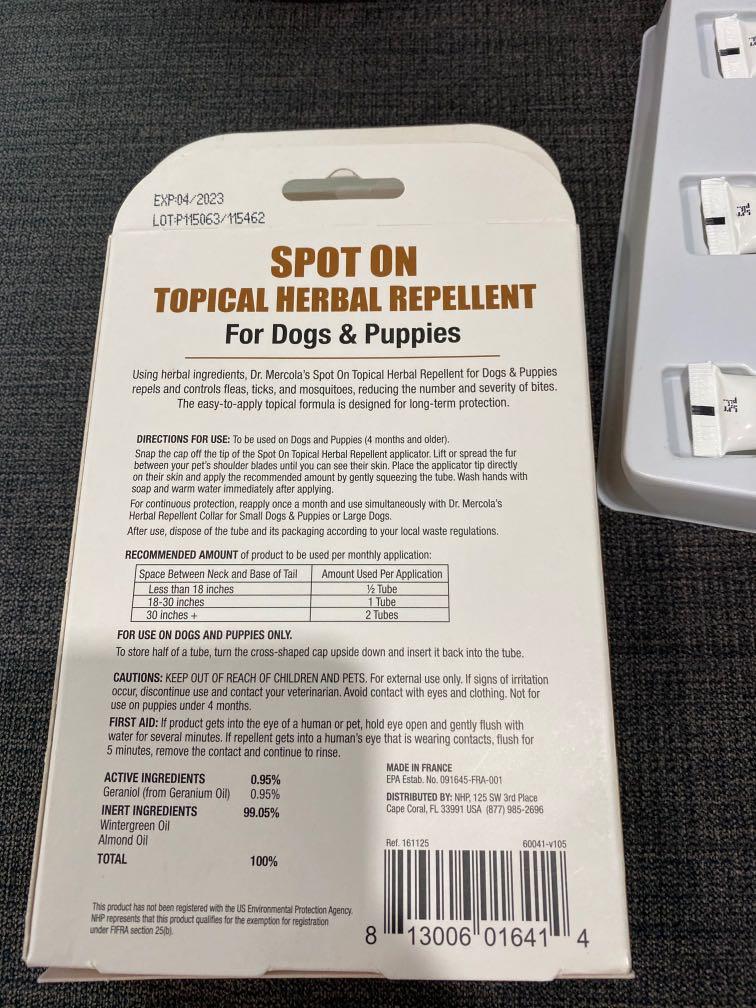 EXP:04/2023
LOT:P115063/115462
SPOT ON
TOPICAL HERBAL REPELLENT
For Dogs & Puppies
Using herbal ingredients, Dr. Mercola's Spot On Topical Herbal Repellent for Dogs & Puppies
repels and controls fleas, ticks, and mosquitoes, reducing the number and severity of bites.
The easy-to-apply topical formula is designed for long-term protection.
DIRECTIONS FOR USE: To be used on Dogs and Puppies (4 months and older).
Snap the cap off the tip of the Spot On Topical Herbal Repellent applicator. Lift or spread the fur
between your pet's shoulder blades until you can see their skin. Place the applicator tip directly
on their skin and apply the recommended amount by gently squeezing the tube. Wash hands with
soap and warm water immediately after applying.
For continuous protection, reapply once a month and use simultaneously with Dr. Mercola's
Herbal Repellent Collar for Small Dogs & Puppies or Large Dogs.
After use, dispose of the tube and its packaging according to your local waste regulations.
RECOMMENDED AMOUNT of product to be used per monthly application:
Space Between Neck and Base of Tail Amount Used Per Application
Less than 18 inches ½ Tube
18-30 inches 1 Tube
30 inches + 2 Tubes
FOR USE ON DOGS AND PUPPIES ONLY.
To store half of a tube, turn the cross-shaped cap upside down and insert it back into the tube.
CAUTIONS: KEEP OUT OF REACH OF CHILDREN AND PETS. For external use only. If signs of irritation
occur, discontinue use and contact your veterinarian. Avoid contact with eyes and clothing. Not for
use on puppies under 4 months.
FIRST AID: If product gets into the eye of a human or pet, hold eye open and gently flush with
water for several minutes. If repellent gets into a human's eye that is wearing contacts, flush for
5 minutes, remove the contact and continue to rinse.
ACTIVE INGREDIENTS 0.95%
Geraniol (from Geranium Oil) 0.95%
INERT INGREDIENTS 99.05%
Wintergreen Oil
Almond Oil
TOTAL 100%
MADE IN FRANCE
EPA Estab. No. 091645-FRA-001
DISTRIBUTED BY: NHP, 125 SW 3rd Place
Cape Coral, FL 33991 USA (877) 985-2696
Ref. 161125 60041-v105
8 13006 01641 4
This product has not been registered with the US Environmental Protection Agency.
NHP represents that this product qualifies for the exemption for registration
under FIFRA section 25(b).